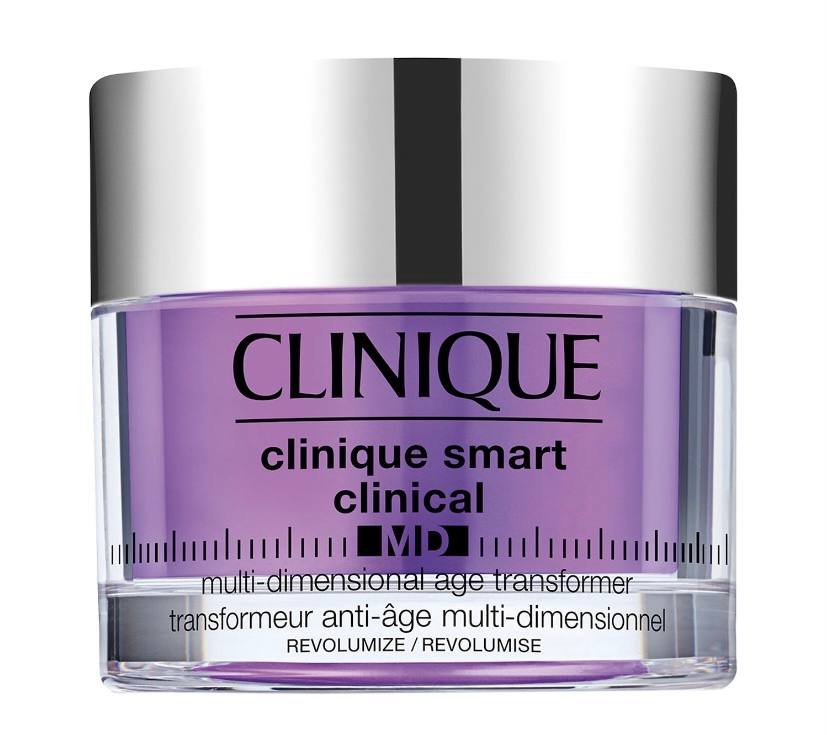 CLINIQUE
clinique smart
clinical
MD
multi-dimensional age transformer
transformeur anti-âge multi-dimensionnel
REVOLUMIZE / REVOLUMISE